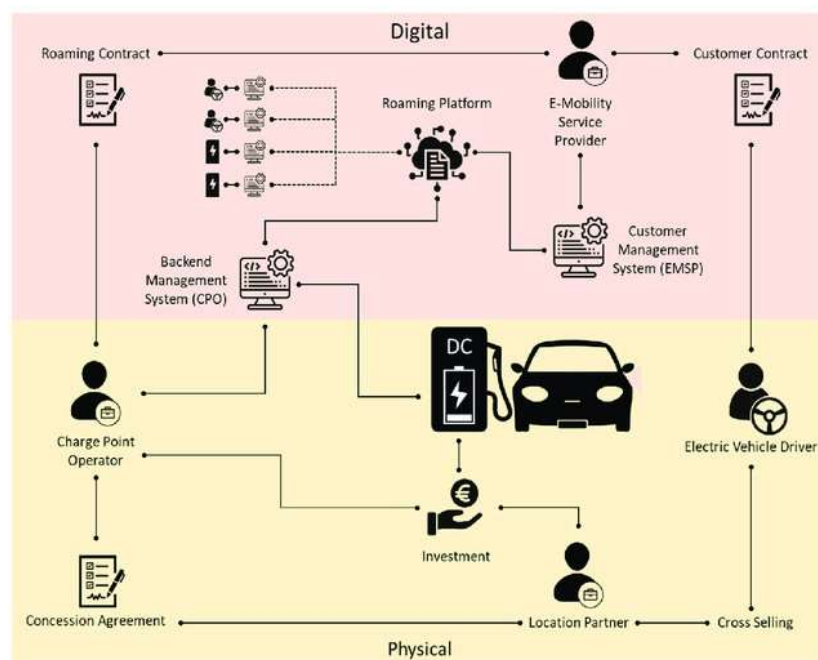 Digital
Roaming Contract
Customer Contract
Roaming Platform
E-Mobility
Service
Provider
</>
Backend
Management
System (CPO)
</>
Customer
Management
System (EMSP)
DC
Charge Point
Operator
Electric Vehicle Driver
€
Investment
Concession Agreement
Location Partner
Cross Selling
Physical